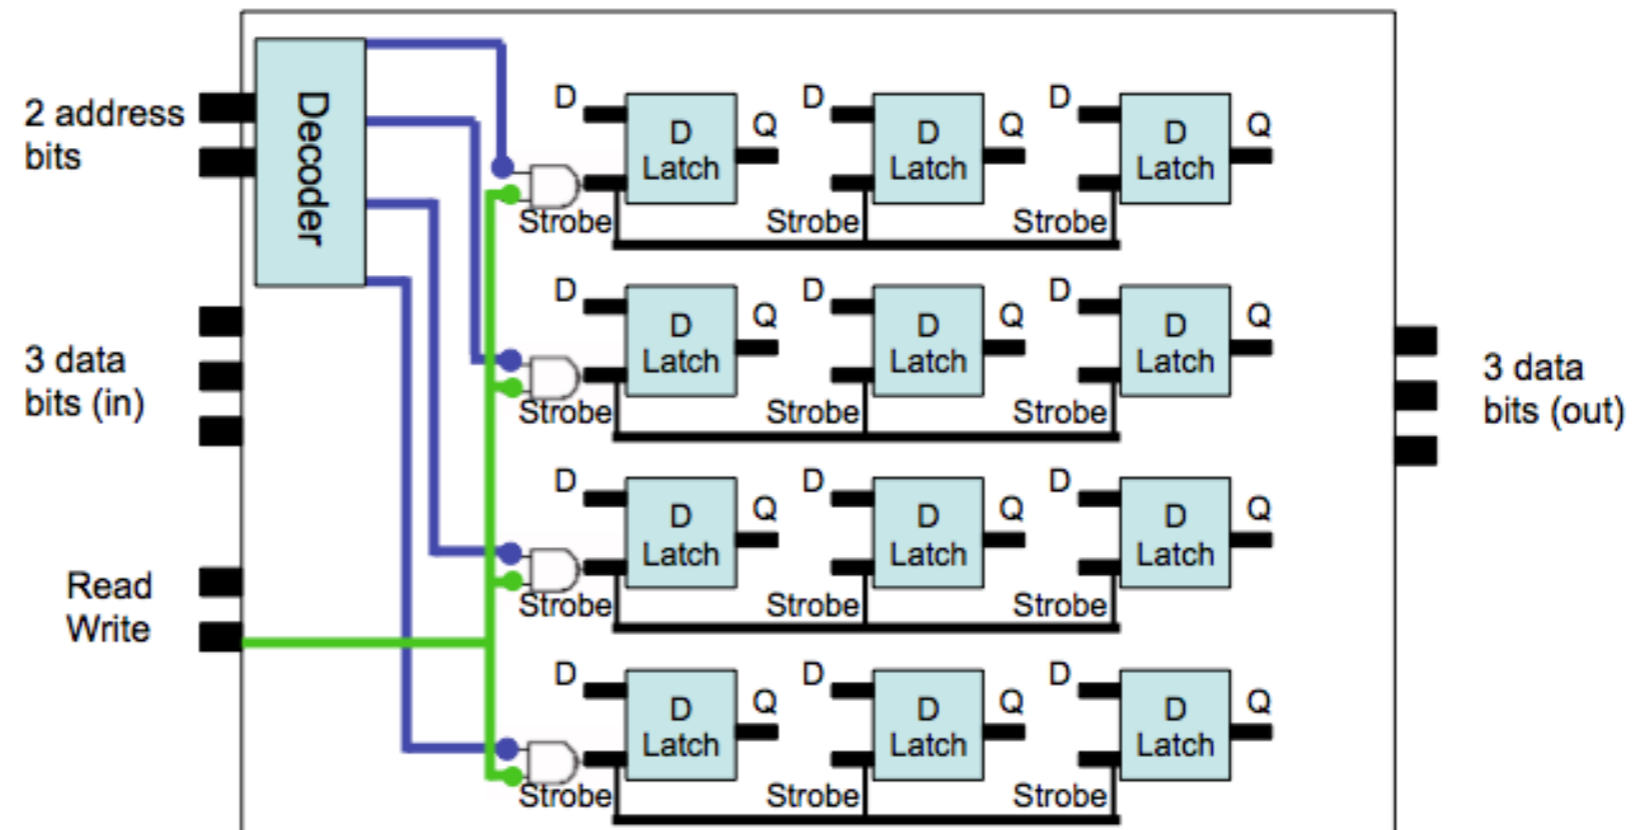 2 address
bits
Decoder
3 data
bits (in)
Read
Write
D
D
Latch
Q
Strobe
D
D
Latch
Q
Strobe
D
D
Latch
Q
Strobe
D
D
Latch
Q
Strobe
D
D
Latch
Q
Strobe
D
D
Latch
Q
Strobe
D
D
Latch
Q
Strobe
D
D
Latch
Q
Strobe
D
D
Latch
Q
Strobe
D
D
Latch
Q
Strobe
D
D
Latch
Q
Strobe
D
D
Latch
Q
Strobe
3 data
bits (out)